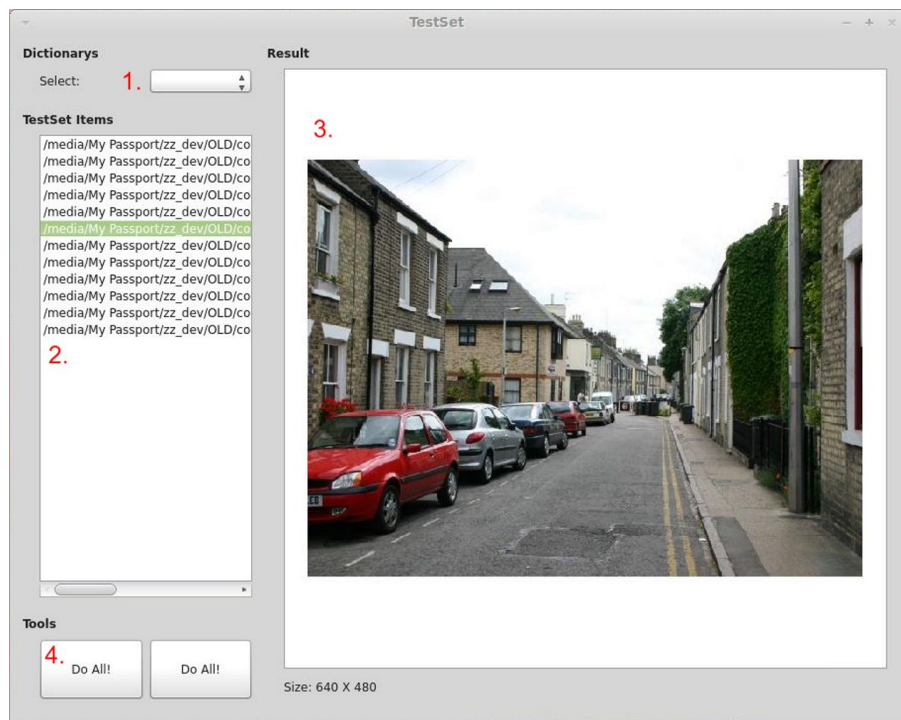 TestSet
Dictionarys
Select:
1.
TestSet Items
/media/My Passport/zz_dev/OLD/co
/media/My Passport/zz_dev/OLD/co
/media/My Passport/zz_dev/OLD/co
/media/My Passport/zz_dev/OLD/co
/media/My Passport/zz_dev/OLD/co
/media/My Passport/zz_dev/OLD/co
/media/My Passport/zz_dev/OLD/co
/media/My Passport/zz_dev/OLD/co
/media/My Passport/zz_dev/OLD/co
/media/My Passport/zz_dev/OLD/co
/media/My Passport/zz_dev/OLD/co
/media/My Passport/zz_dev/OLD/co
2.
Tools
4.
Do All!
Do All!
Result
3.
Size: 640 X 480